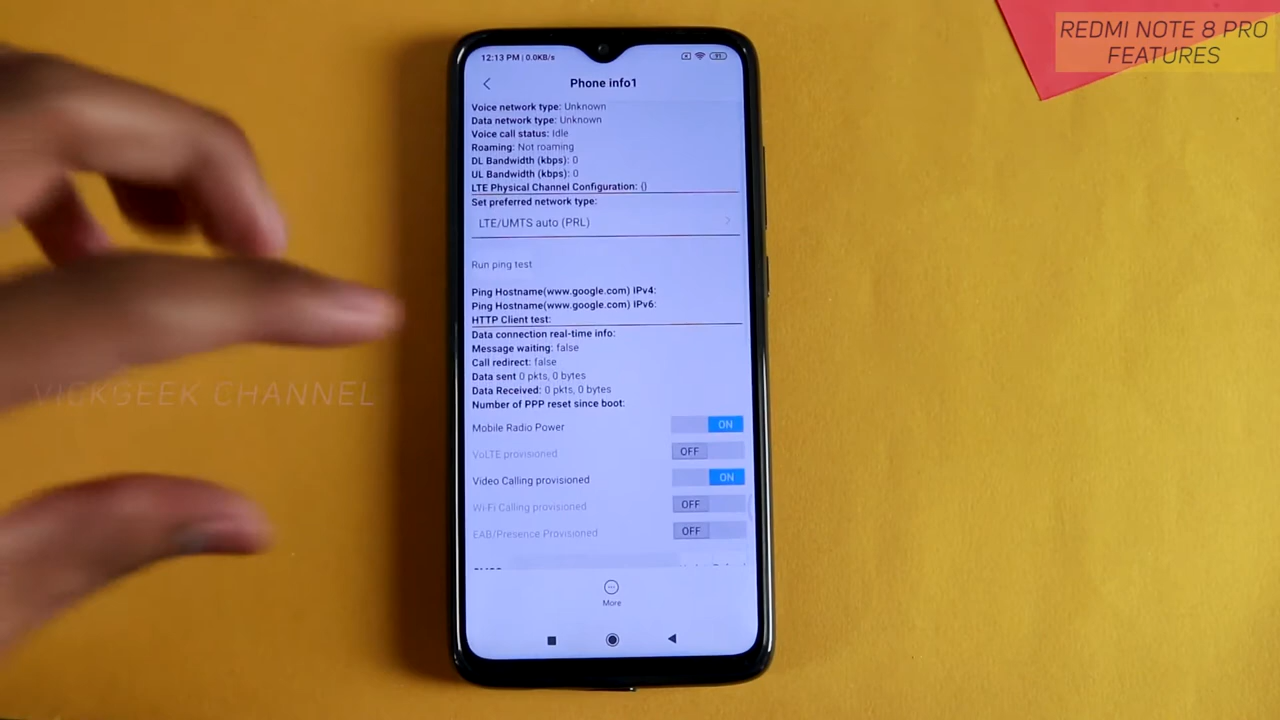 REDMI NOTE 8 PRO
FEATURES
12:13 PM | 0.0KB/s
91
Phone info1
Voice network type: Unknown
Data network type: Unknown
Voice call status: Idle
Roaming: Not roaming
DL Bandwidth (kbps): 0
UL Bandwidth (kbps): 0
LTE Physical Channel Configuration: {}
Set preferred network type:
LTE/UMTS auto (PRL)
Run ping test
Ping Hostname(www.google.com) IPv4:
Ping Hostname(www.google.com) IPv6:
HTTP Client test:
Data connection real-time info:
Message waiting: false
Call redirect: false
Data sent 0 pkts, 0 bytes
Data Received: 0 pkts, 0 bytes
Number of PPP reset since boot:
Mobile Radio Power ON
VoLTE provisioned OFF
Video Calling provisioned ON
Wi-Fi Calling provisioned OFF
EAB/Presence Provisioned OFF
More
VICKGEEK CHANNEL